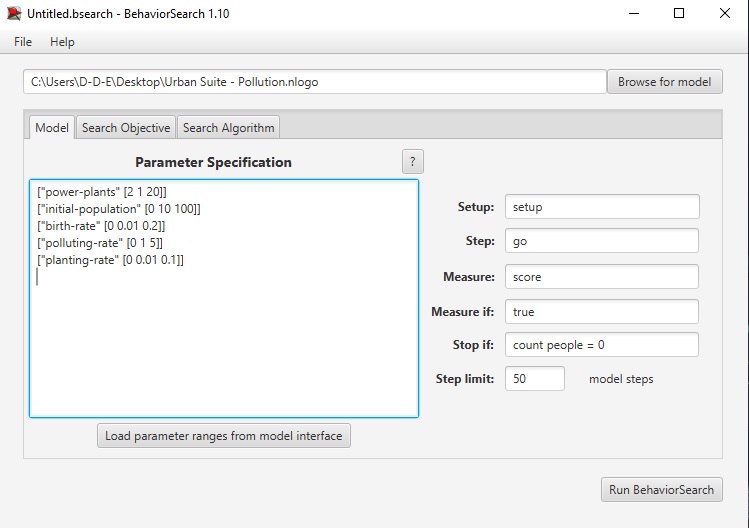 Untitled.bsearch - BehaviorSearch 1.10
File Help
C:\Users\D-D-E\Desktop\Urban Suite - Pollution.nlogo Browse for model
Model Search Objective Search Algorithm
Parameter Specification ?
["power-plants" [2 1 20]]
["initial-population" [0 10 100]]
["birth-rate" [0 0.01 0.2]]
["polluting-rate" [0 1 5]]
["planting-rate" [0 0.01 0.1]]
Setup: setup
Step: go
Measure: score
Measure if: true
Stop if: count people = 0
Step limit: 50 model steps
Load parameter ranges from model interface
Run BehaviorSearch